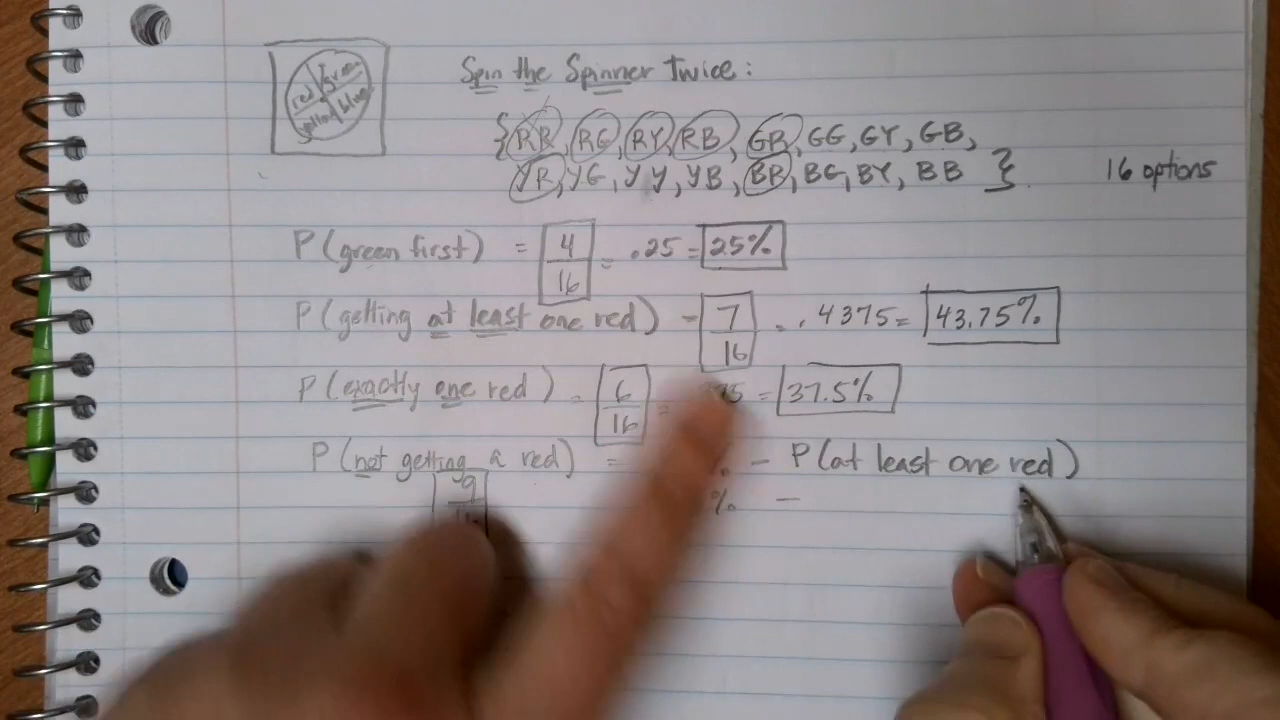 red green
yellow blue
Spin the Spinner Twice:
{RR, RG, RY, RB, GR, GG, GY, GB,
YR, YG, YY, YB, BR, BG, BY, BB } 16 options
P(green first) = 4/16 = .25 = 25%
P(getting at least one red) = 7/16 = .4375 = 43.75%
P(exactly one red) = 6/16 = 37.5%
P(not getting a red) = - P(at least one red)
9 % -